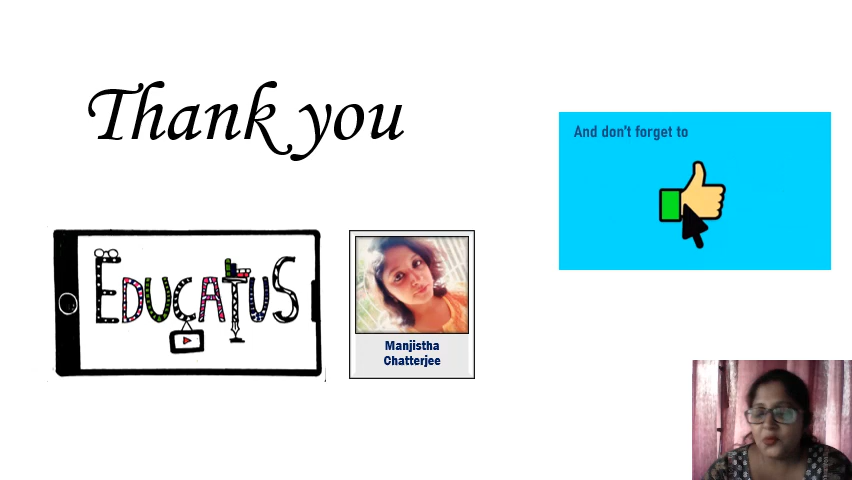 Thank you
And don't forget to
EDUCATUS
Manjistha
Chatterjee